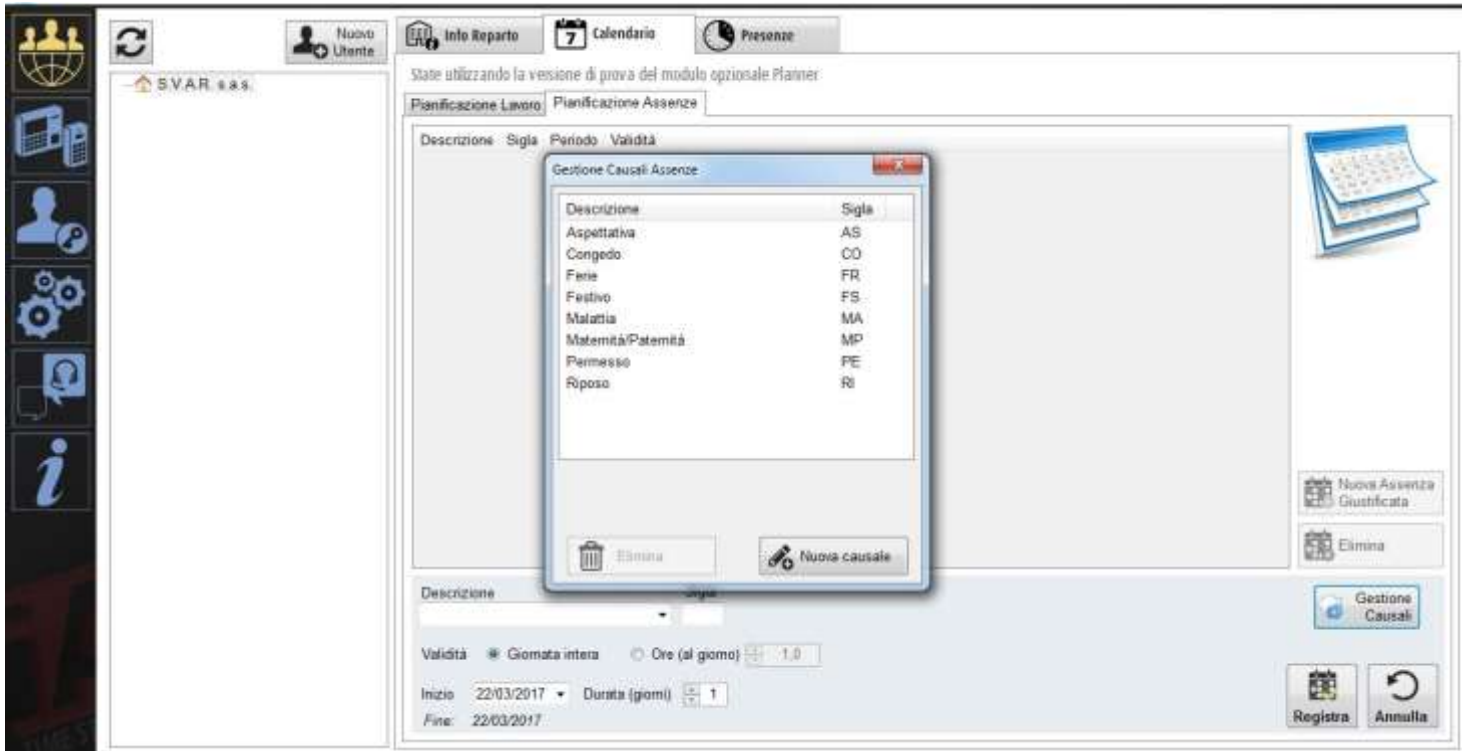 Nuovo
Utente
S.V.A.R. s.a.s.
Info Reparto
7
Calendario
Presenze
State utilizzando la versione di prova del modulo opzionale Planner
Pianificazione Lavoro
Pianificazione Assenze
Descrizione Sigla Periodo Validità
Gestione Causali Assenze
Descrizione Sigla
Aspettativa AS
Congedo CO
Ferie FR
Festivo FS
Malattia MA
Maternità/Paternità MP
Permesso PE
Riposo RI
Elimina
Nuova causale
Nuova Assenza
Giustificata
Elimina
Gestione
Causali
Descrizione Sigla
Validità Giornata intera Ore (al giorno) 1,0
Inizio 22/03/2017 Durata (giorni) 1
Fine: 22/03/2017
Registra
Annulla